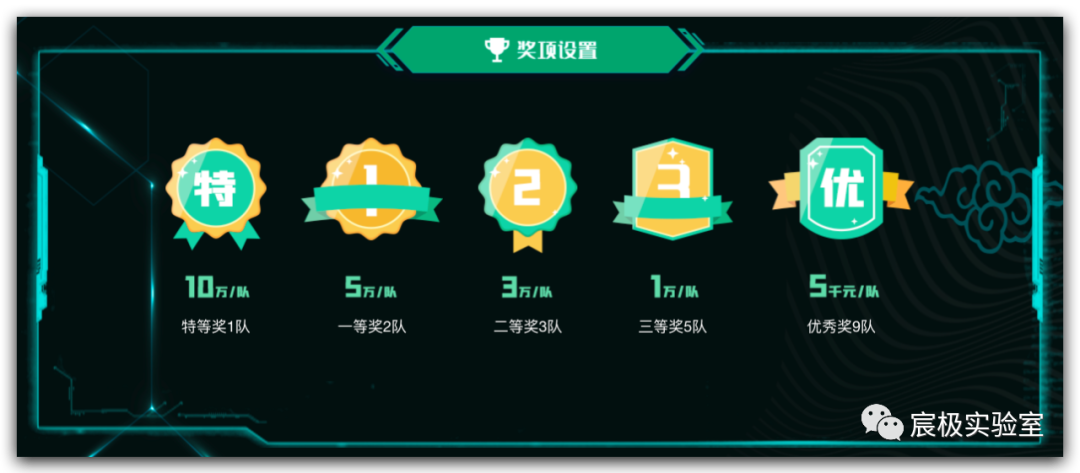 奖项设置
特
1
2
3
优
10万/队
5万/队
3万/队
1万/队
5千元/队
特等奖1队
一等奖2队
二等奖3队
三等奖5队
优秀奖9队
宸极实验室